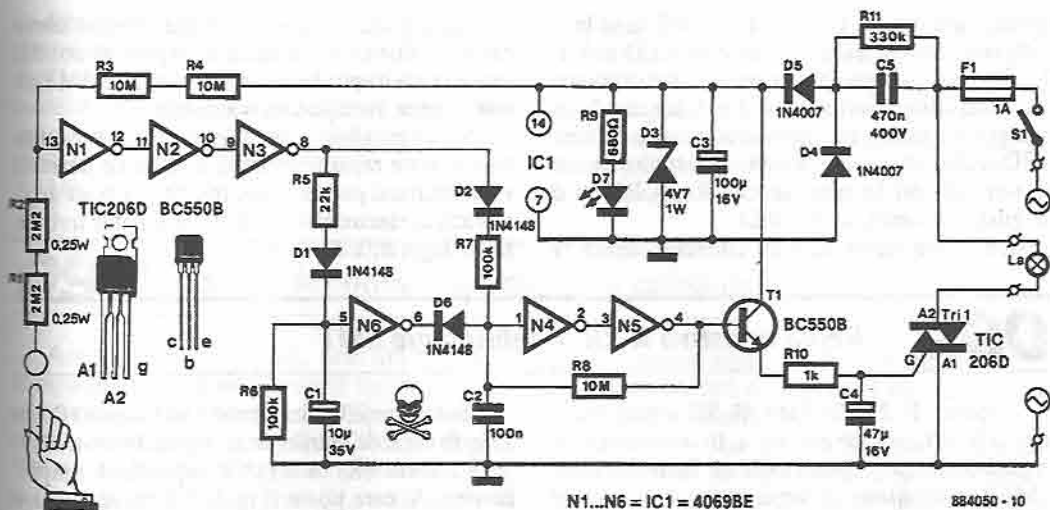 R11
330k
R3
10M
R4
10M
D5
1N4007
C5
470n
400V
F1
1A
S1
13
N1
12
11
N2
10
9
N3
8
14
IC1
7
R9
680Ω
D7
D3
4V7
1W
C3
100µ
16V
D4
1N4007
R2
2M2
0,25W
R1
2M2
0,25W
TIC206D
BC550B
A1
A2
g
c
b
e
R5
22k
D1
1N4148
D2
1N4148
R7
100k
La
5
N6
6
D6
1N4148
1
N4
2
3
N5
4
T1
BC550B
A2
Tri 1
TIC
206D
G
A1
R6
100k
C1
10µ
35V
R8
10M
C2
100n
R10
1k
C4
47µ
16V
N1...N6 = IC1 = 4069BE
884050 - 10